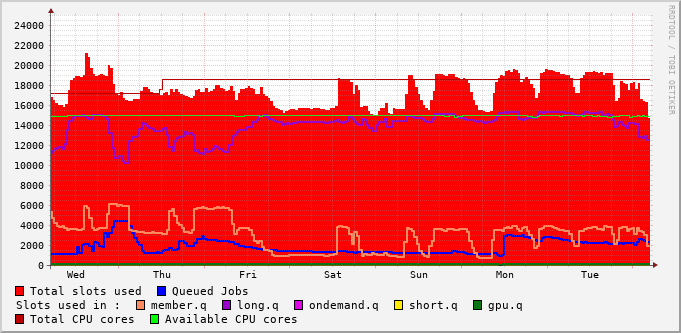 RRDTOOL / TOBI OETIKER
24000
22000
20000
18000
16000
14000
12000
10000
8000
6000
4000
2000
0
Wed Thu Fri Sat Sun Mon Tue
Total slots used Queued Jobs
Slots used in : member.q long.q ondemand.q short.q gpu.q
Total CPU cores Available CPU cores